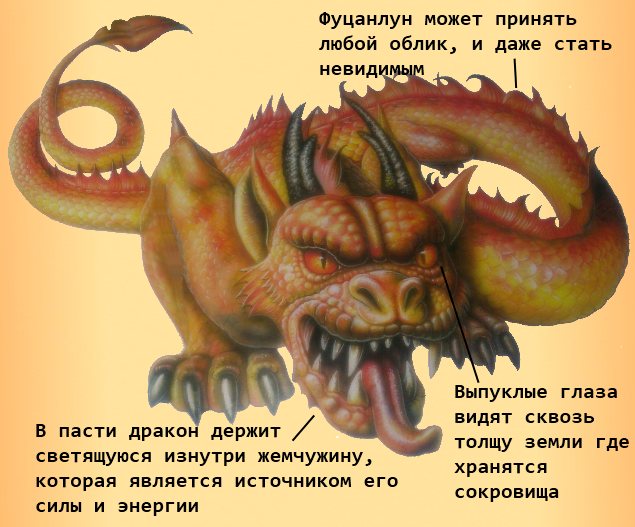 Фуцанлун может принять
любой облик, и даже стать
невидимым
Выпуклые глаза
видят сквозь
толщу земли где
хранятся
сокровища
В пасти дракон держит
светящуюся изнутри жемчужину,
которая является источником его
силы и энергии